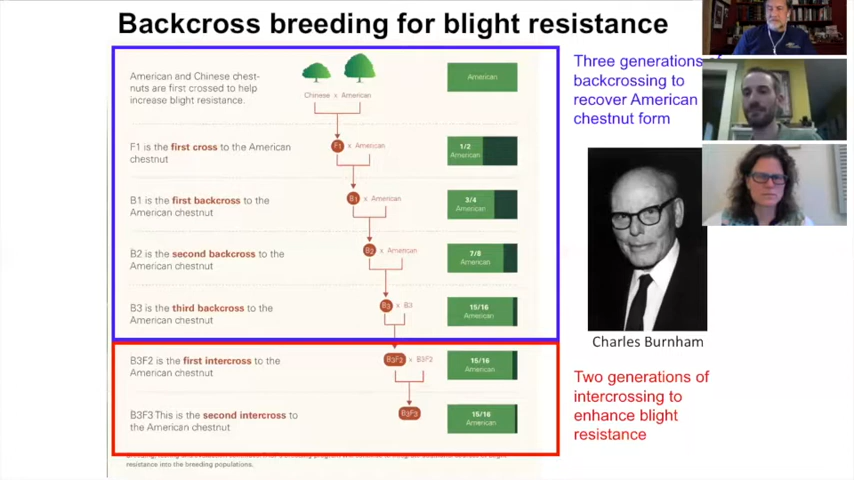 Backcross breeding for blight resistance
American and Chinese chest-
nuts are first crossed to help
increase blight resistance.
Chinese x American
American
F1 is the first cross to the American
chestnut
F1 x American
1/2
American
B1 is the first backcross to the
American chestnut
B1 x American
3/4
American
B2 is the second backcross to the
American chestnut
B2 x American
7/8
American
B3 is the third backcross to the
American chestnut
B3 x B3
15/16
American
B3F2 is the first intercross to the
American chestnut
B3F2 x B3F2
15/16
American
B3F3 This is the second intercross to
the American chestnut
B3F3
15/16
American
resistance into the breeding populations.
Three generations of
backcrossing to
recover American
chestnut form
Charles Burnham
Two generations of
intercrossing to
enhance blight
resistance